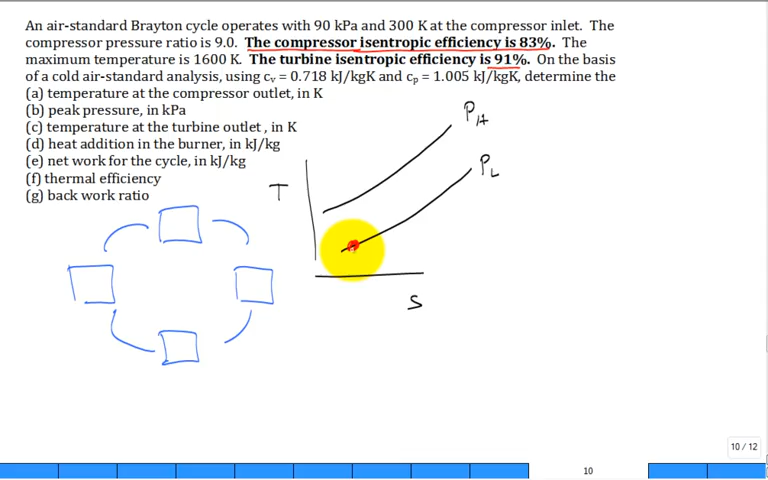 An air-standard Brayton cycle operates with 90 kPa and 300 K at the compressor inlet. The
compressor pressure ratio is 9.0. The compressor isentropic efficiency is 83%. The
maximum temperature is 1600 K. The turbine isentropic efficiency is 91%. On the basis
of a cold air-standard analysis, using cᵥ = 0.718 kJ/kgK and cₚ = 1.005 kJ/kgK, determine the
(a) temperature at the compressor outlet, in K
(b) peak pressure, in kPa
(c) temperature at the turbine outlet , in K
(d) heat addition in the burner, in kJ/kg
(e) net work for the cycle, in kJ/kg
(f) thermal efficiency
(g) back work ratio
P_H
P_L
T
S
10 / 12
10